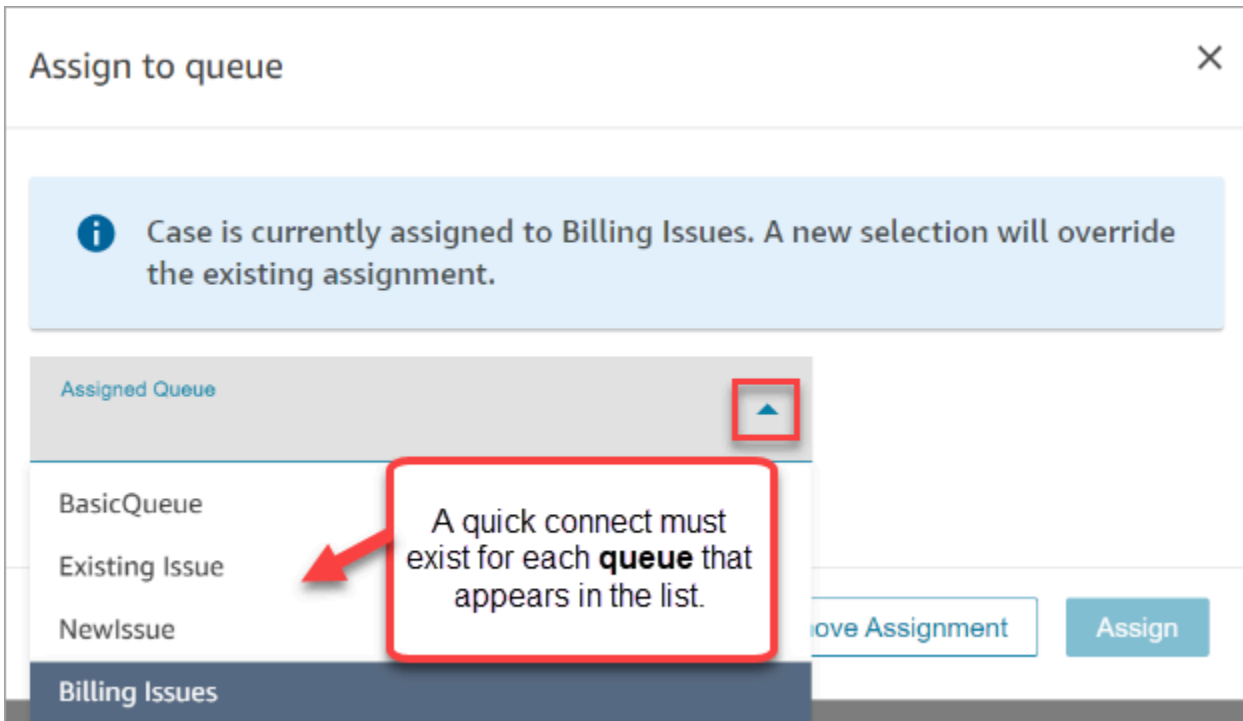 Assign to queue
Case is currently assigned to Billing Issues. A new selection will override
the existing assignment.
Assigned Queue
BasicQueue
Existing Issue
NewIssue
Billing Issues
A quick connect must
exist for each queue that
appears in the list.
Assignment
Assign